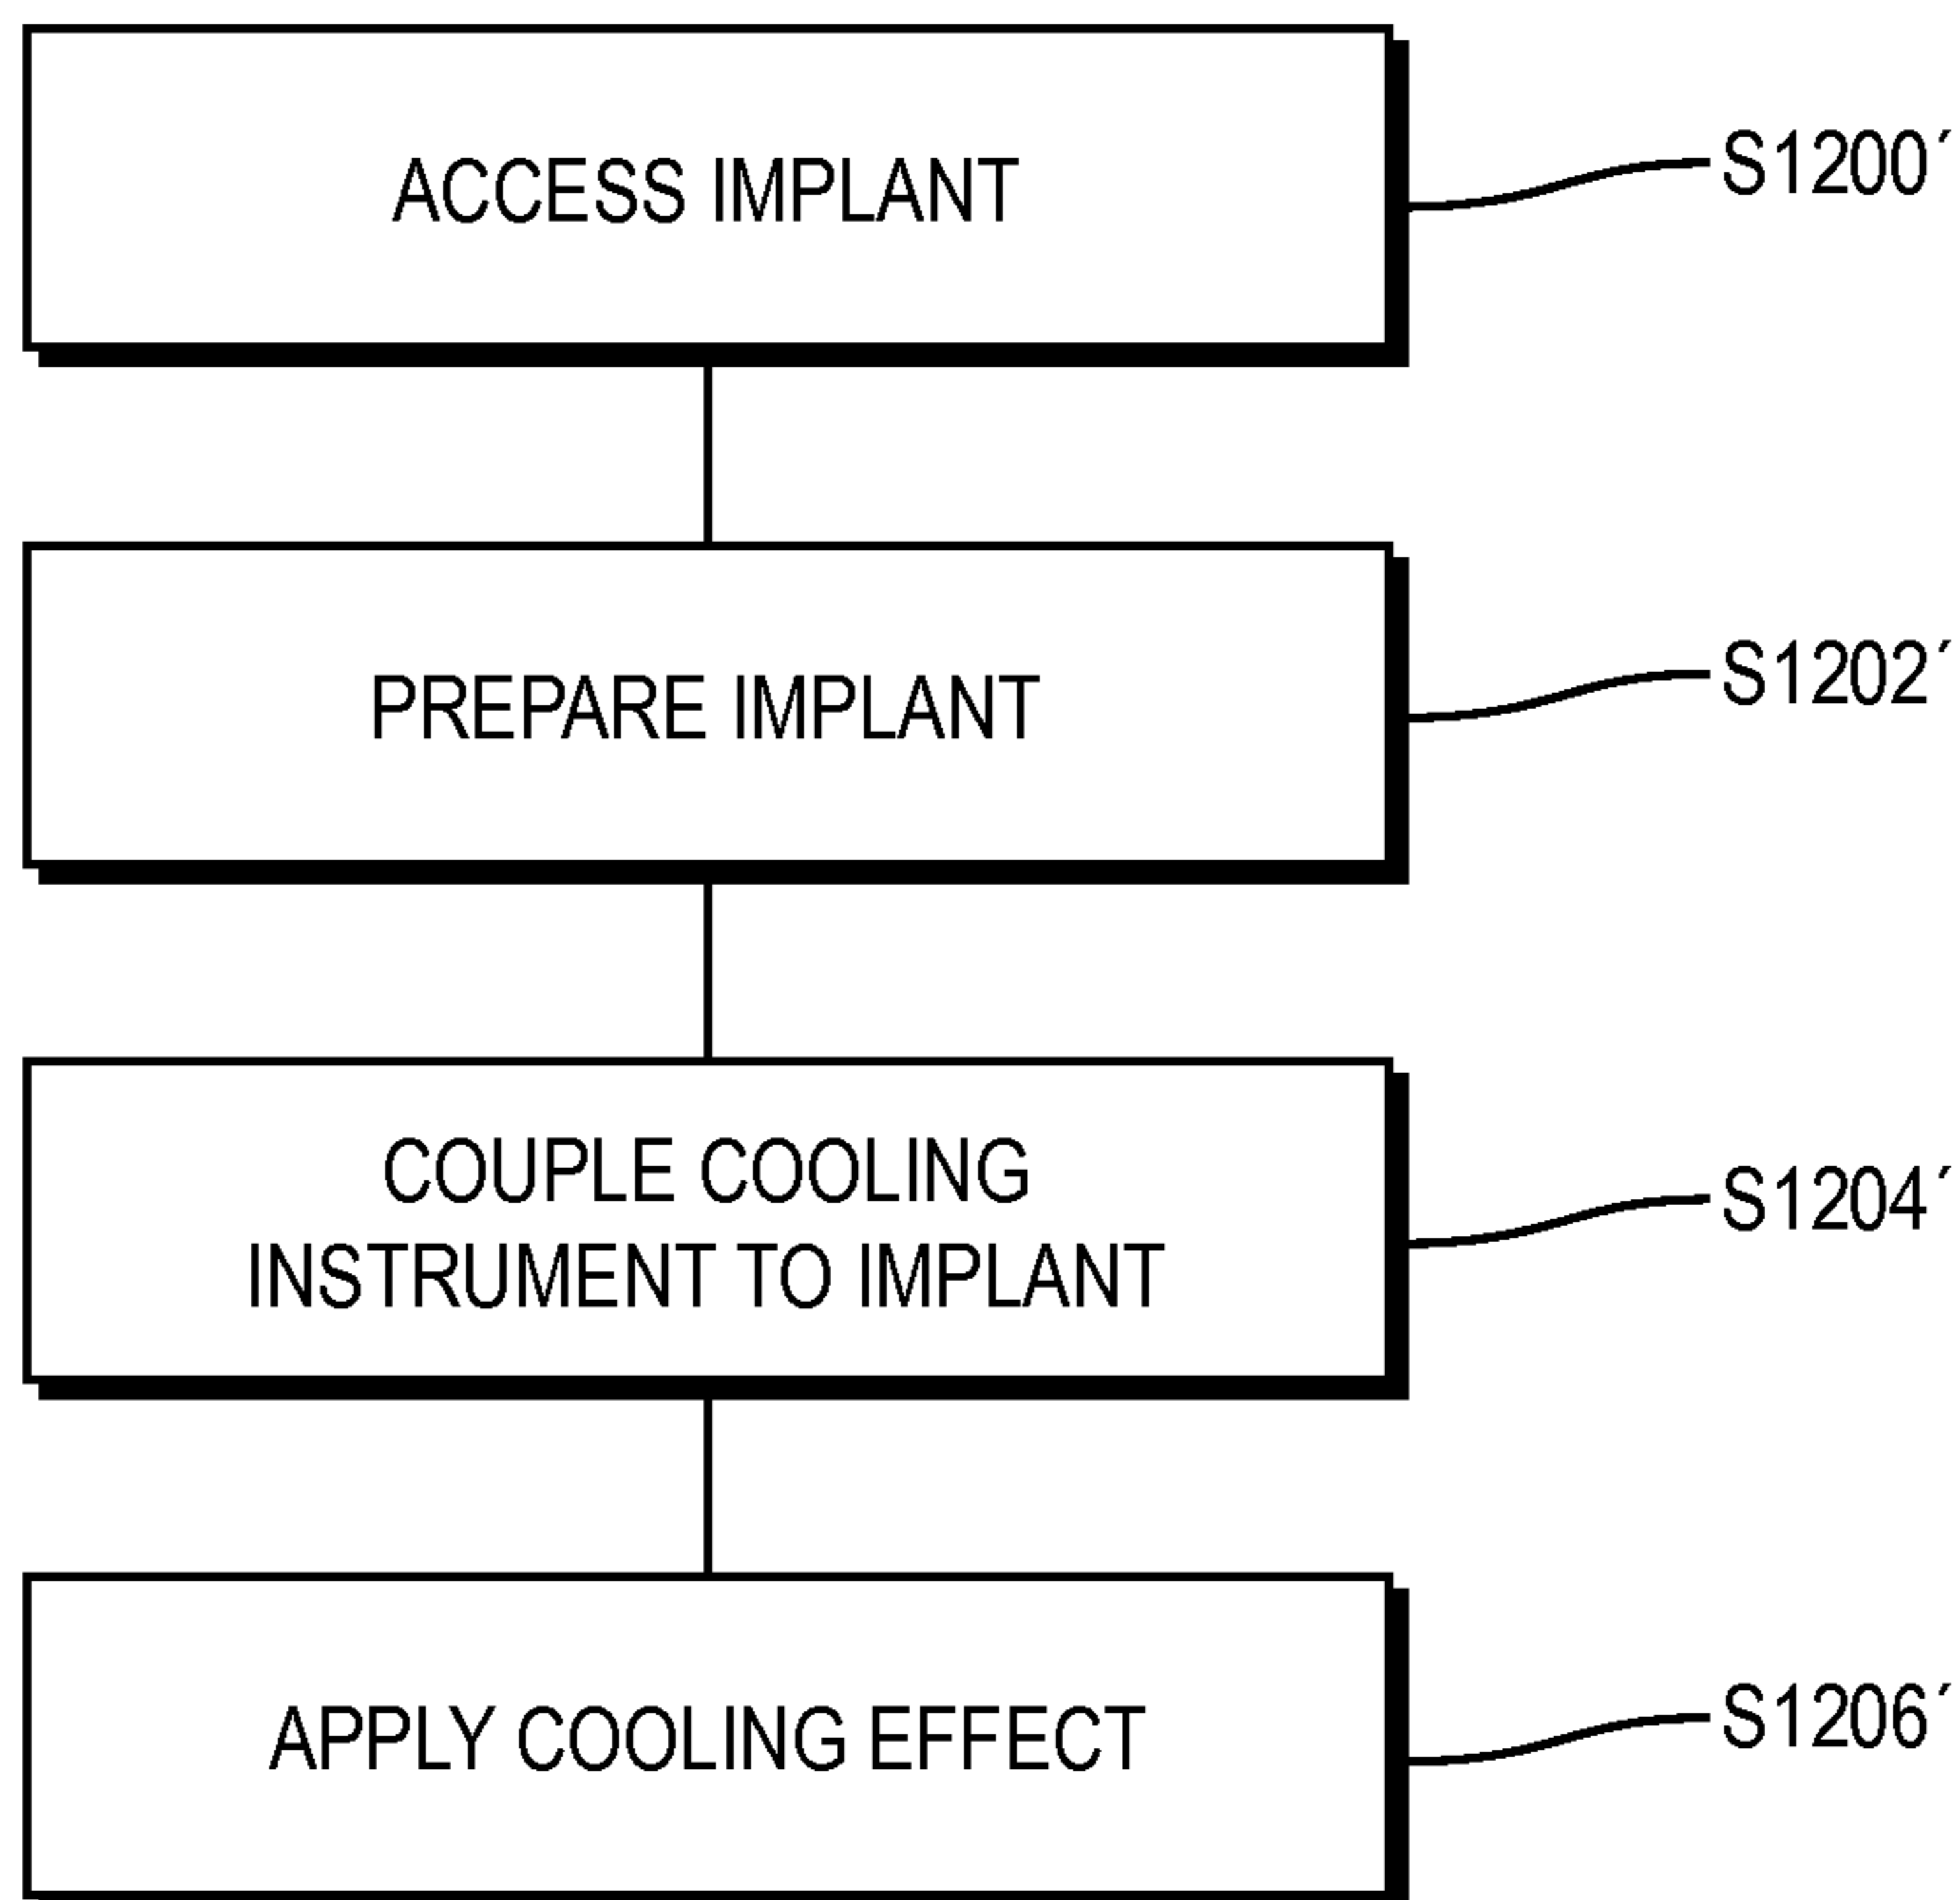 ACCESS IMPLANT
S1200´
PREPARE IMPLANT
S1202´
COUPLE COOLING
INSTRUMENT TO IMPLANT
S1204´
APPLY COOLING EFFECT
S1206´